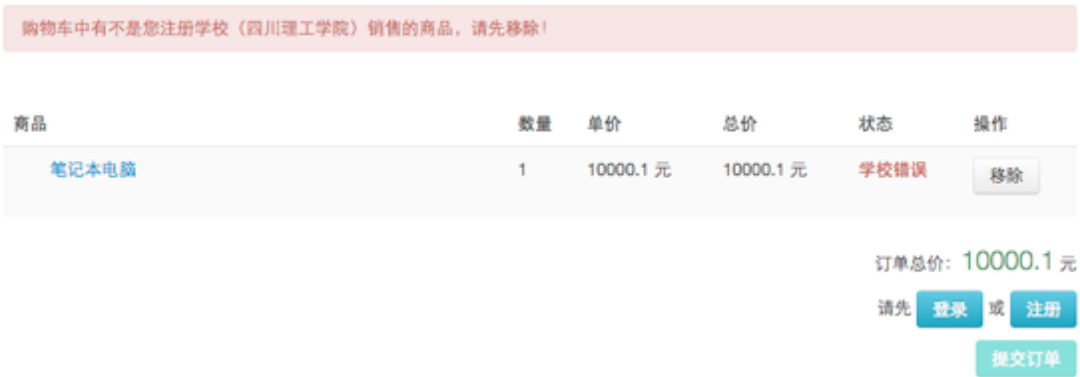 购物车中有不是您注册学校（四川理工学院）销售的商品，请先移除！
商品 数量 单价 总价 状态 操作
笔记本电脑 1 10000.1 元 10000.1 元 学校错误 移除
订单总价：10000.1 元
请先 登录 或 注册
提交订单